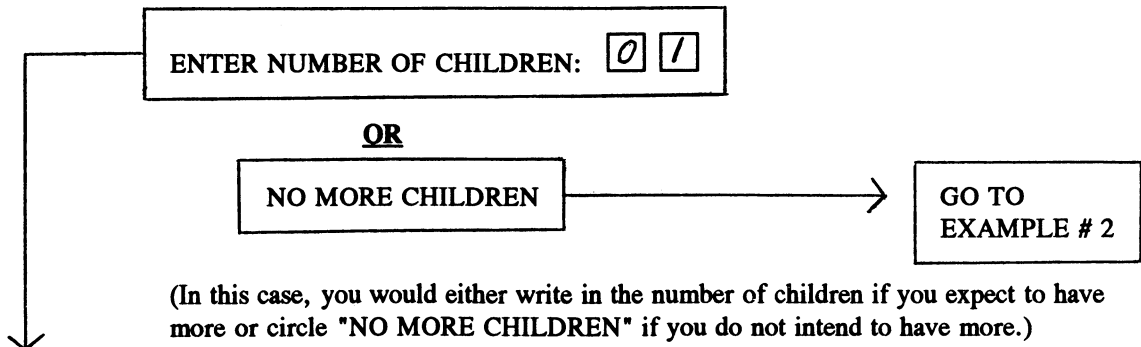 ENTER NUMBER OF CHILDREN: 0 1
OR
NO MORE CHILDREN
GO TO
EXAMPLE # 2
(In this case, you would either write in the number of children if you expect to have
more or circle "NO MORE CHILDREN" if you do not intend to have more.)